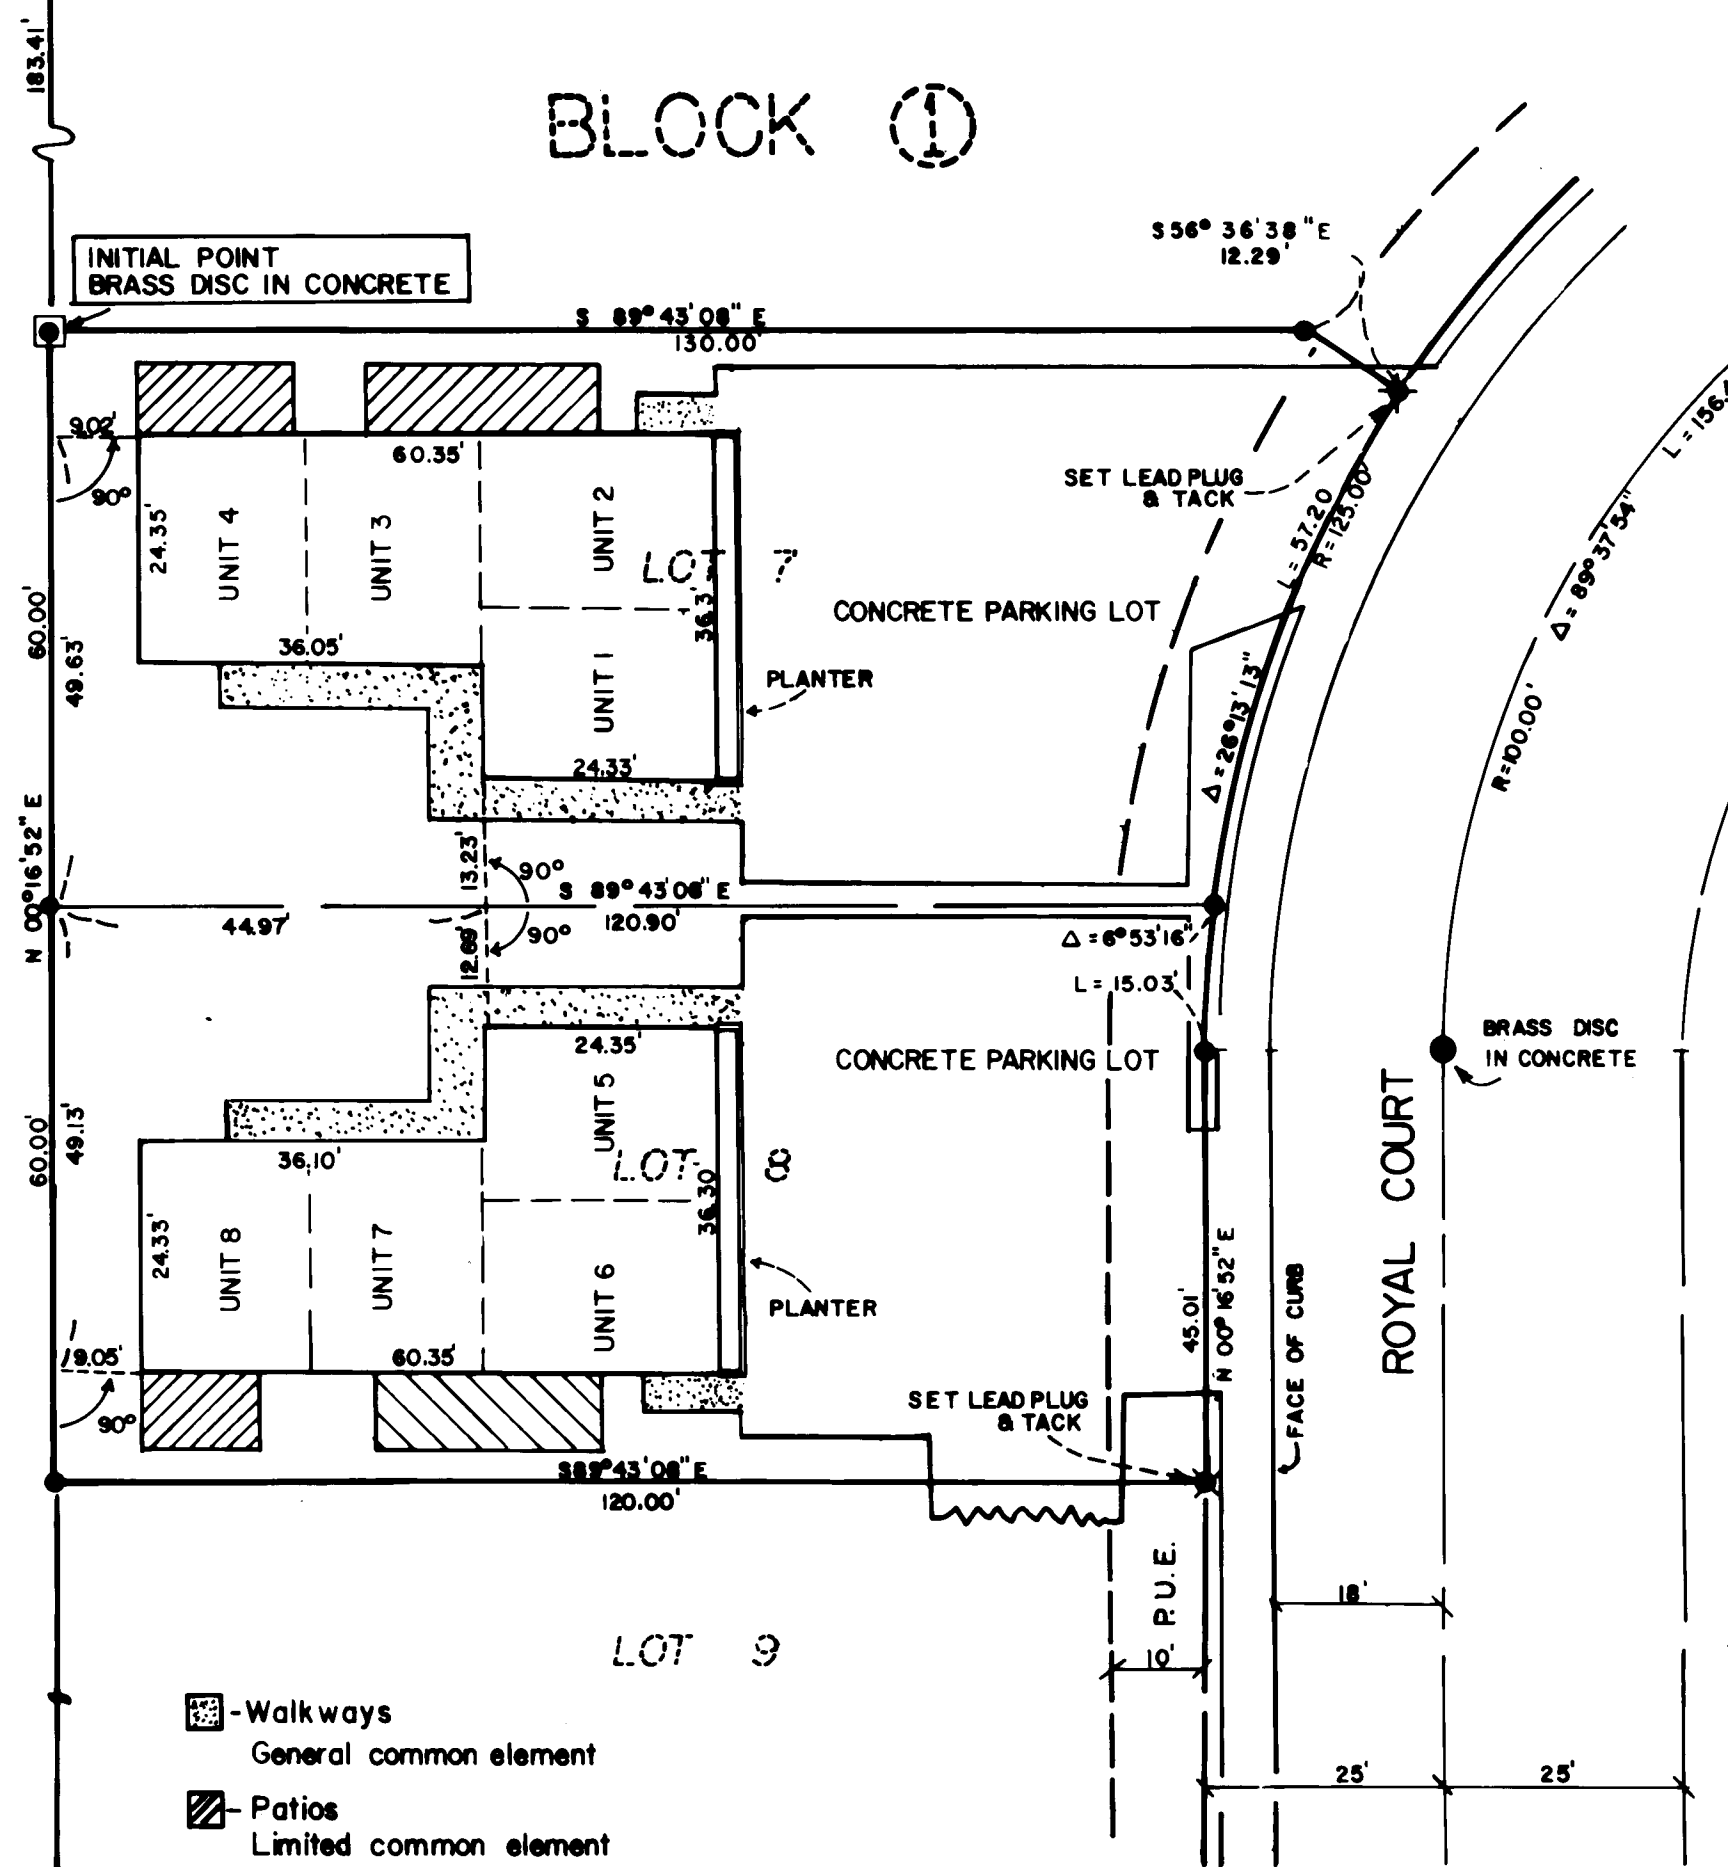 183.41'
BLOCK 1
S 56° 36' 38" E
12.29'
INITIAL POINT
BRASS DISC IN CONCRETE
S 89° 43' 08" E
130.00'
9.02'
90°
60.35'
24.35'
UNIT 4
UNIT 3
UNIT 2
LOT 7
36.3'
SET LEAD PLUG
& TACK
L = 57.20
R = 125.00'
Δ = 89° 37' 54"
CONCRETE PARKING LOT
60.00'
49.63'
36.05'
UNIT 1
PLANTER
Δ = 26° 13' 13"
R=100.00'
24.33'
N 00° 16' 52" E
13.23'
90°
S 89° 43' 08" E
44.97'
120.90'
12.69'
90°
Δ = 6° 53' 16"
L = 15.03'
24.35'
CONCRETE PARKING LOT
BRASS DISC
IN CONCRETE
UNIT 5
ROYAL COURT
60.00'
49.13'
36.10'
LOT 8
36.30
24.33'
UNIT 8
UNIT 7
UNIT 6
PLANTER
45.01'
N 00° 16' 52" E
FACE OF CURB
9.05'
60.35'
90°
SET LEAD PLUG
& TACK
S 89° 43' 08" E
120.00'
P.U.E.
18'
LOT 9
10'
- Walkways
General common element
25'
25'
- Patios
Limited common element